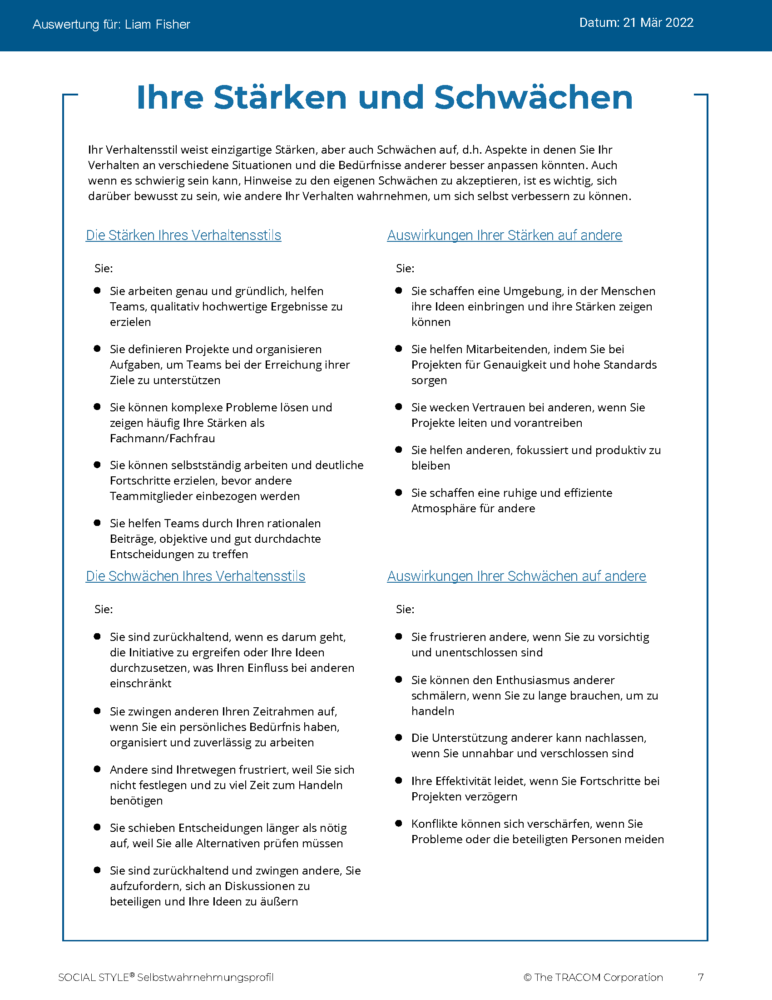 Auswertung für: Liam Fisher
Datum: 21 Mär 2022
Ihre Stärken und Schwächen
Ihr Verhaltensstil weist einzigartige Stärken, aber auch Schwächen auf, d.h. Aspekte in denen Sie Ihr
Verhalten an verschiedene Situationen und die Bedürfnisse anderer besser anpassen könnten. Auch
wenn es schwierig sein kann, Hinweise zu den eigenen Schwächen zu akzeptieren, ist es wichtig, sich
darüber bewusst zu sein, wie andere Ihr Verhalten wahrnehmen, um sich selbst verbessern zu können.
Die Stärken Ihres Verhaltensstils
Sie:
● Sie arbeiten genau und gründlich, helfen
Teams, qualitativ hochwertige Ergebnisse zu
erzielen
● Sie definieren Projekte und organisieren
Aufgaben, um Teams bei der Erreichung ihrer
Ziele zu unterstützen
● Sie können komplexe Probleme lösen und
zeigen häufig Ihre Stärken als
Fachmann/Fachfrau
● Sie können selbstständig arbeiten und deutliche
Fortschritte erzielen, bevor andere
Teammitglieder einbezogen werden
● Sie helfen Teams durch Ihren rationalen
Beiträge, objektive und gut durchdachte
Entscheidungen zu treffen
Auswirkungen Ihrer Stärken auf andere
Sie:
● Sie schaffen eine Umgebung, in der Menschen
ihre Ideen einbringen und ihre Stärken zeigen
können
● Sie helfen Mitarbeitenden, indem Sie bei
Projekten für Genauigkeit und hohe Standards
sorgen
● Sie wecken Vertrauen bei anderen, wenn Sie
Projekte leiten und vorantreiben
● Sie helfen anderen, fokussiert und produktiv zu
bleiben
● Sie schaffen eine ruhige und effiziente
Atmosphäre für andere
Die Schwächen Ihres Verhaltensstils
Sie:
● Sie sind zurückhaltend, wenn es darum geht,
die Initiative zu ergreifen oder Ihre Ideen
durchzusetzen, was Ihren Einfluss bei anderen
einschränkt
● Sie zwingen anderen Ihren Zeitrahmen auf,
wenn Sie ein persönliches Bedürfnis haben,
organisiert und zuverlässig zu arbeiten
● Andere sind Ihretwegen frustriert, weil Sie sich
nicht festlegen und zu viel Zeit zum Handeln
benötigen
● Sie schieben Entscheidungen länger als nötig
auf, weil Sie alle Alternativen prüfen müssen
● Sie sind zurückhaltend und zwingen andere, Sie
aufzufordern, sich an Diskussionen zu
beteiligen und Ihre Ideen zu äußern
Auswirkungen Ihrer Schwächen auf andere
Sie:
● Sie frustrieren andere, wenn Sie zu vorsichtig
und unentschlossen sind
● Sie können den Enthusiasmus anderer
schmälern, wenn Sie zu lange brauchen, um zu
handeln
● Die Unterstützung anderer kann nachlassen,
wenn Sie unnahbar und verschlossen sind
● Ihre Effektivität leidet, wenn Sie Fortschritte bei
Projekten verzögern
● Konflikte können sich verschärfen, wenn Sie
Probleme oder die beteiligten Personen meiden
SOCIAL STYLE® Selbstwahrnehmungsprofil
© The TRACOM Corporation
7